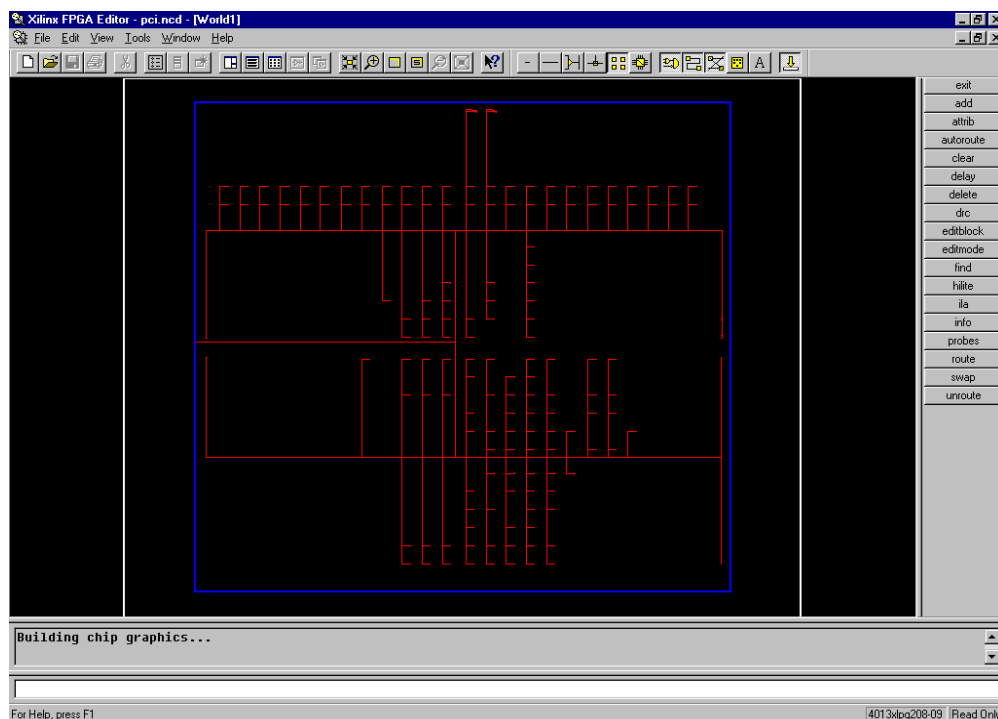 Xilinx FPGA Editor - pci.ncd - [World1]
File Edit View Tools Window Help
A
exit
add
attrib
autoroute
clear
delay
delete
drc
editblock
editmode
find
hilite
ila
info
probes
route
swap
unroute
Building chip graphics...
For Help, press F1
4013xlpq208-09 Read Only